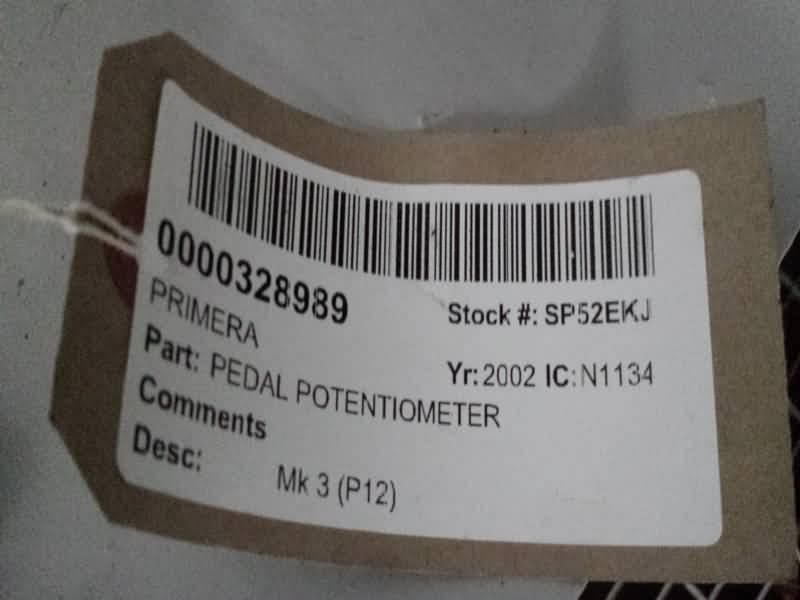 0000328989
Stock #: SP52EKJ
PRIMERA
Yr: 2002 IC: N1134
Part: PEDAL POTENTIOMETER
Comments
Desc: Mk 3 (P12)